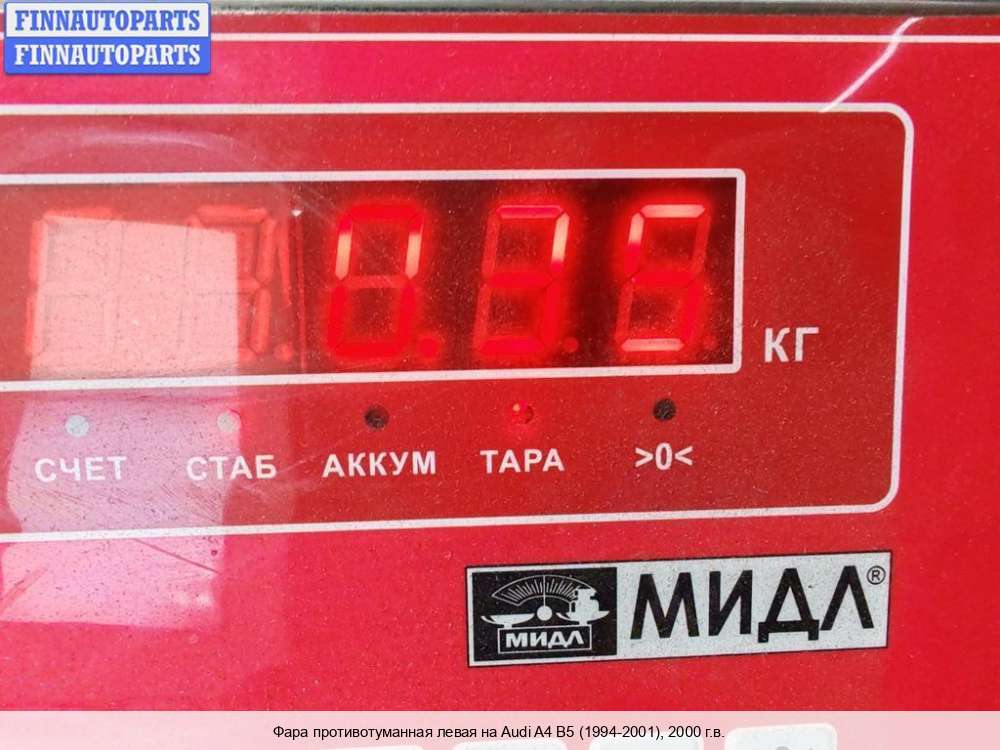 FINNAUTOPARTS
FINNAUTOPARTS
0.35
КГ
СЧЕТ СТАБ АККУМ ТАРА >0<
МИДЛ МИДЛ®
Фара противотуманная левая на Audi A4 B5 (1994-2001), 2000 г.в.